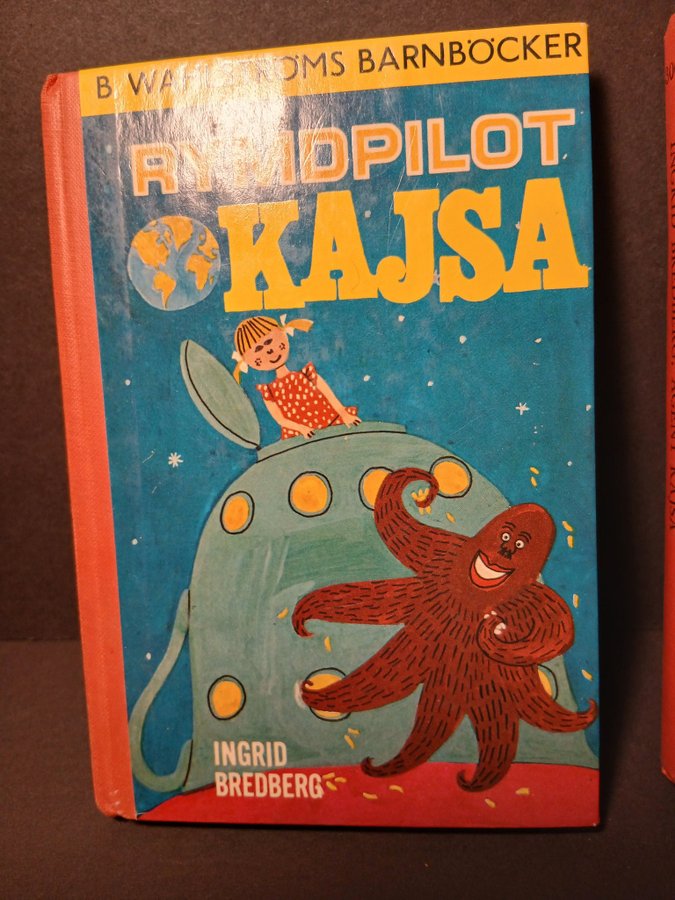 B. WAHLSTRÖMS BARNBÖCKER
RYMDPILOT
KAJSA
INGRID
BREDBERG